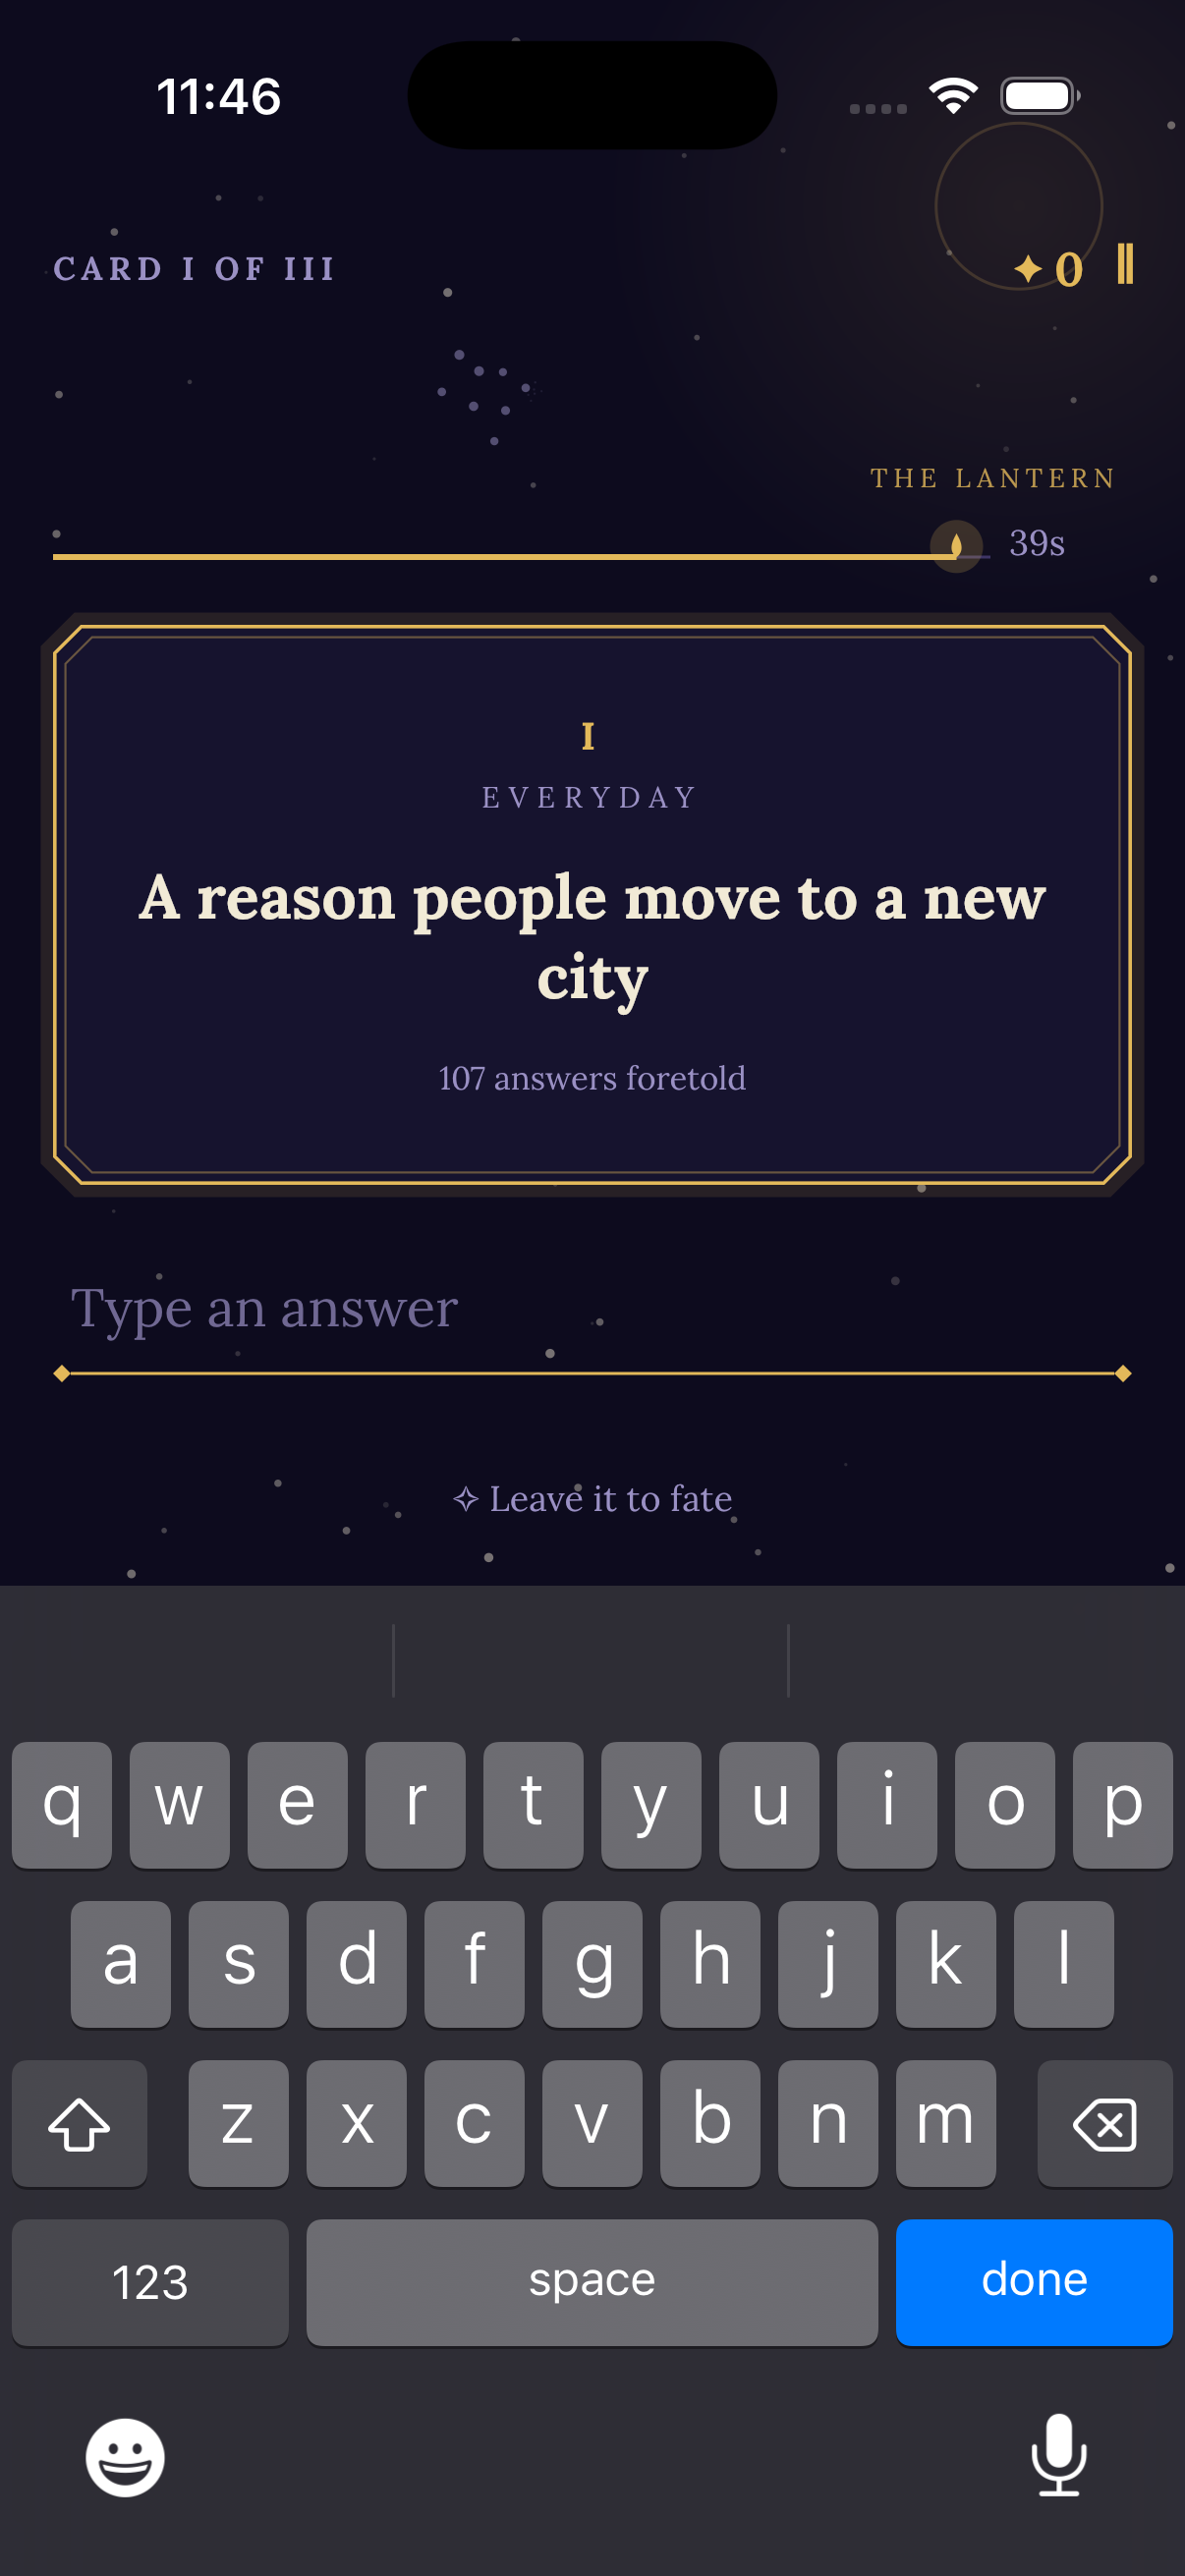 11:46
CARD I OF III
0
THE LANTERN
39s
I
EVERYDAY
A reason people move to a new
city
107 answers foretold
Type an answer
Leave it to fate
q w e r t y u i o p
a s d f g h j k l
z x c v b n m
123 space done